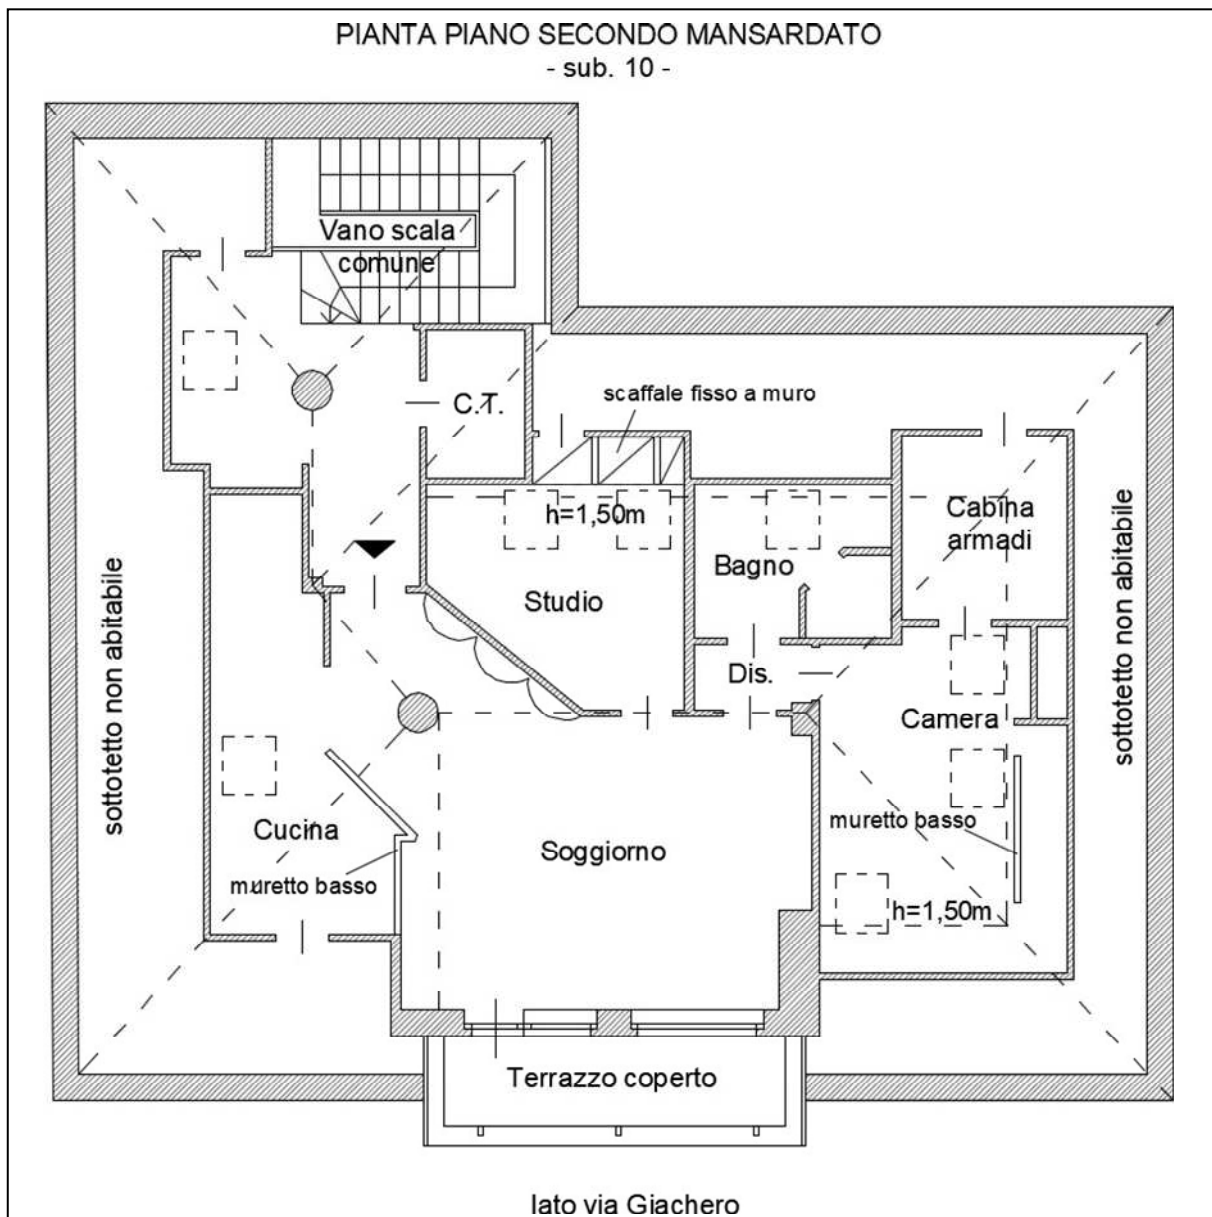 PIANTA PIANO SECONDO MANSARDATO
- sub. 10 -
Vano scala
comune
C.T.
scaffale fisso a muro
h=1,50m
Cabina
armadi
Bagno
Studio
sottotetto non abitabile
sottotetto non abitabile
Dis.
Camera
Cucina
muretto basso
Soggiorno
muretto basso
h=1,50m
Terrazzo coperto
lato via Giachero